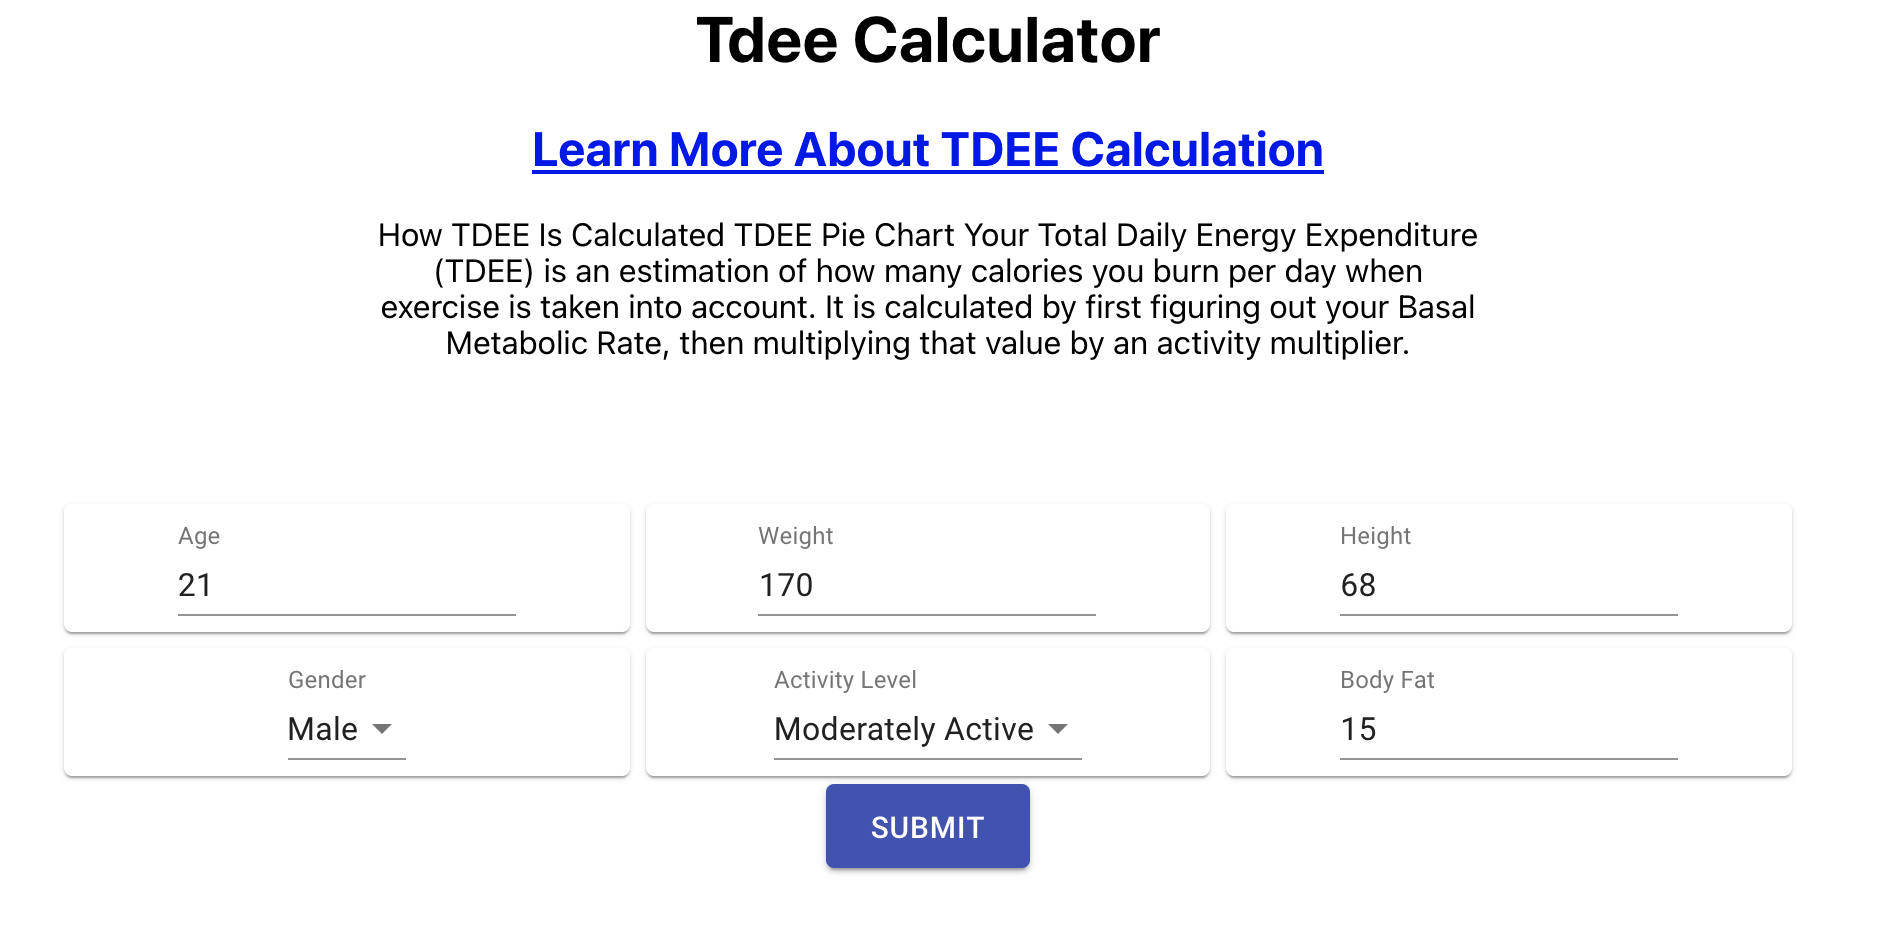 Tdee Calculator
Learn More About TDEE Calculation
How TDEE Is Calculated TDEE Pie Chart Your Total Daily Energy Expenditure
(TDEE) is an estimation of how many calories you burn per day when
exercise is taken into account. It is calculated by first figuring out your Basal
Metabolic Rate, then multiplying that value by an activity multiplier.
Age
21
Weight
170
Height
68
Gender
Male
Activity Level
Moderately Active
Body Fat
15
SUBMIT